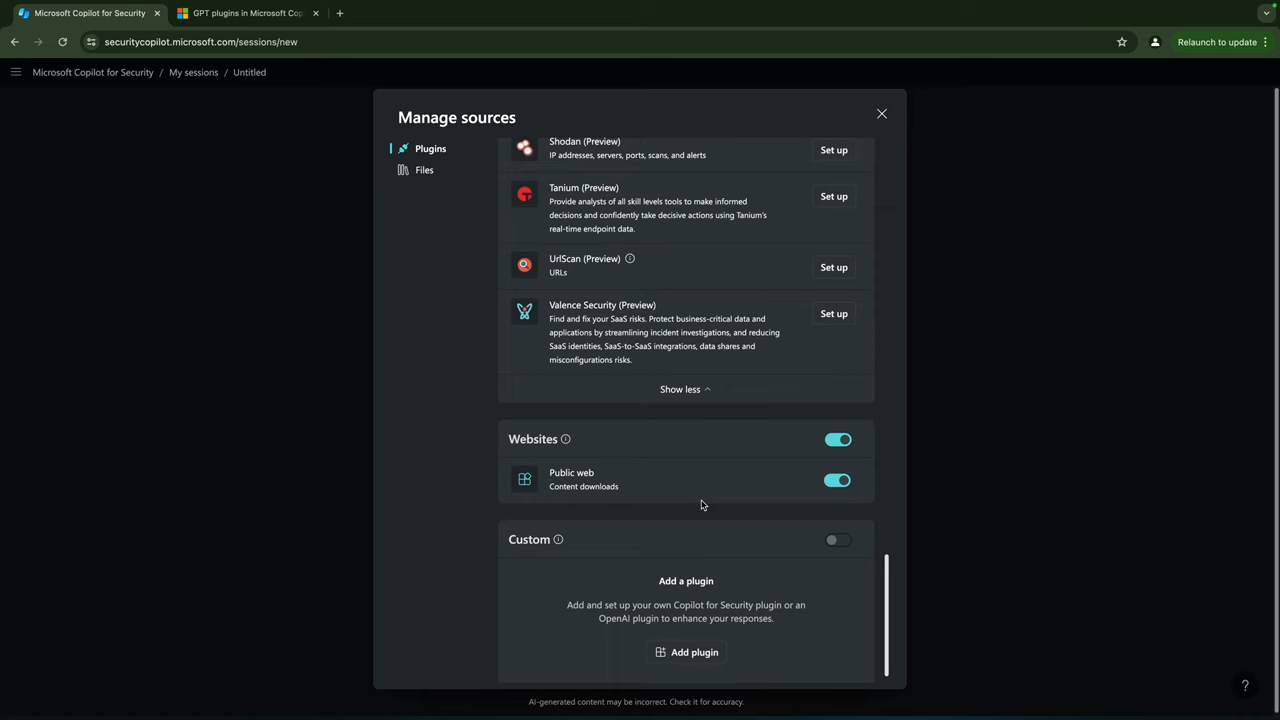 Microsoft Copilot for Security
GPT plugins in Microsoft Cop
securitycopilot.microsoft.com/sessions/new
Relaunch to update
Microsoft Copilot for Security / My sessions / Untitled
Manage sources
Plugins
Files
Shodan (Preview)
IP addresses, servers, ports, scans, and alerts
Set up
Tanium (Preview)
Provide analysts of all skill levels tools to make informed
decisions and confidently take decisive actions using Tanium's
real-time endpoint data.
Set up
UrlScan (Preview)
URLs
Set up
Valence Security (Preview)
Find and fix your SaaS risks. Protect business-critical data and
applications by streamlining incident investigations, and reducing
SaaS identities, SaaS-to-SaaS integrations, data shares and
misconfigurations risks.
Set up
Show less
Websites
Public web
Content downloads
Custom
Add a plugin
Add and set up your own Copilot for Security plugin or an
OpenAI plugin to enhance your responses.
Add plugin
AI-generated content may be incorrect. Check it for accuracy.